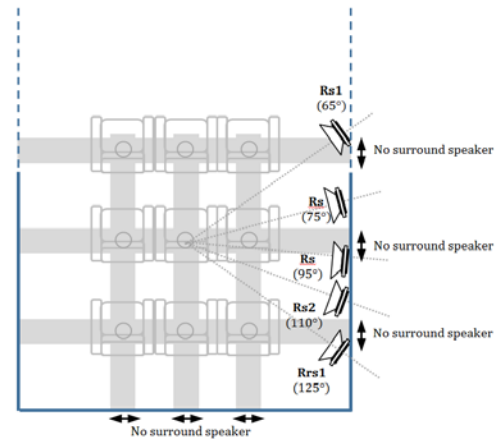 Rs1
(65°)
No surround speaker
Rs
(75°)
No surround speaker
Rs
(95°)
Rs2
(110°)
No surround speaker
Rrs1
(125°)
No surround speaker